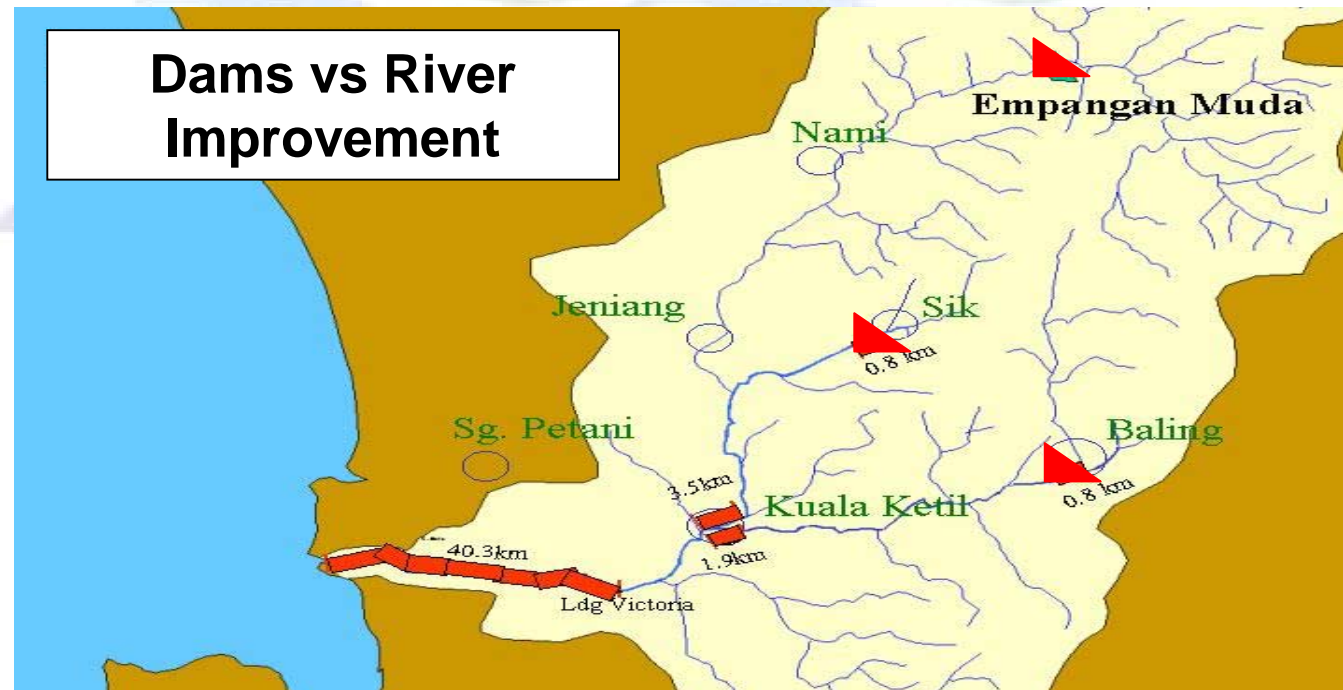 Dams vs River
Improvement
Empangan Muda
Nami
Jeniang
Sik
0.8 km
Sg. Petani
Baling
0.8 km
3.5km
Kuala Ketil
1.9km
40.3km
Ldg Victoria